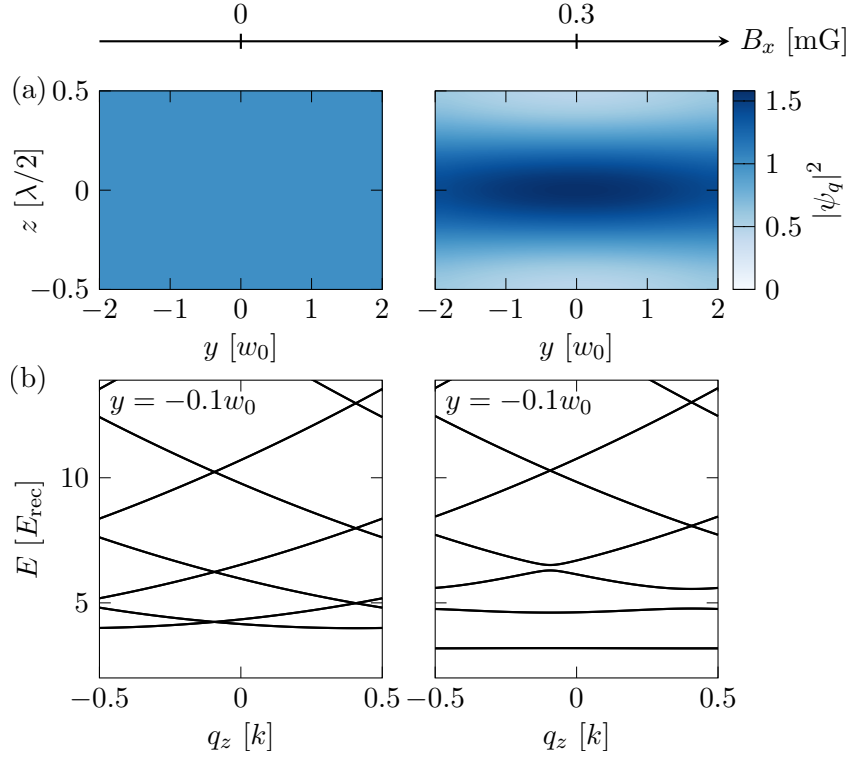 0 0.3
B_x [mG]
(a)
0.5
0
−0.5
z [λ/2]
−2 −1 0 1 2
y [w_0]
−2 −1 0 1 2
y [w_0]
1.5
1
0.5
0
|ψ_q|^2
(b)
y = −0.1w_0
y = −0.1w_0
10
5
E [E_rec]
−0.5 0 0.5
q_z [k]
−0.5 0 0.5
q_z [k]